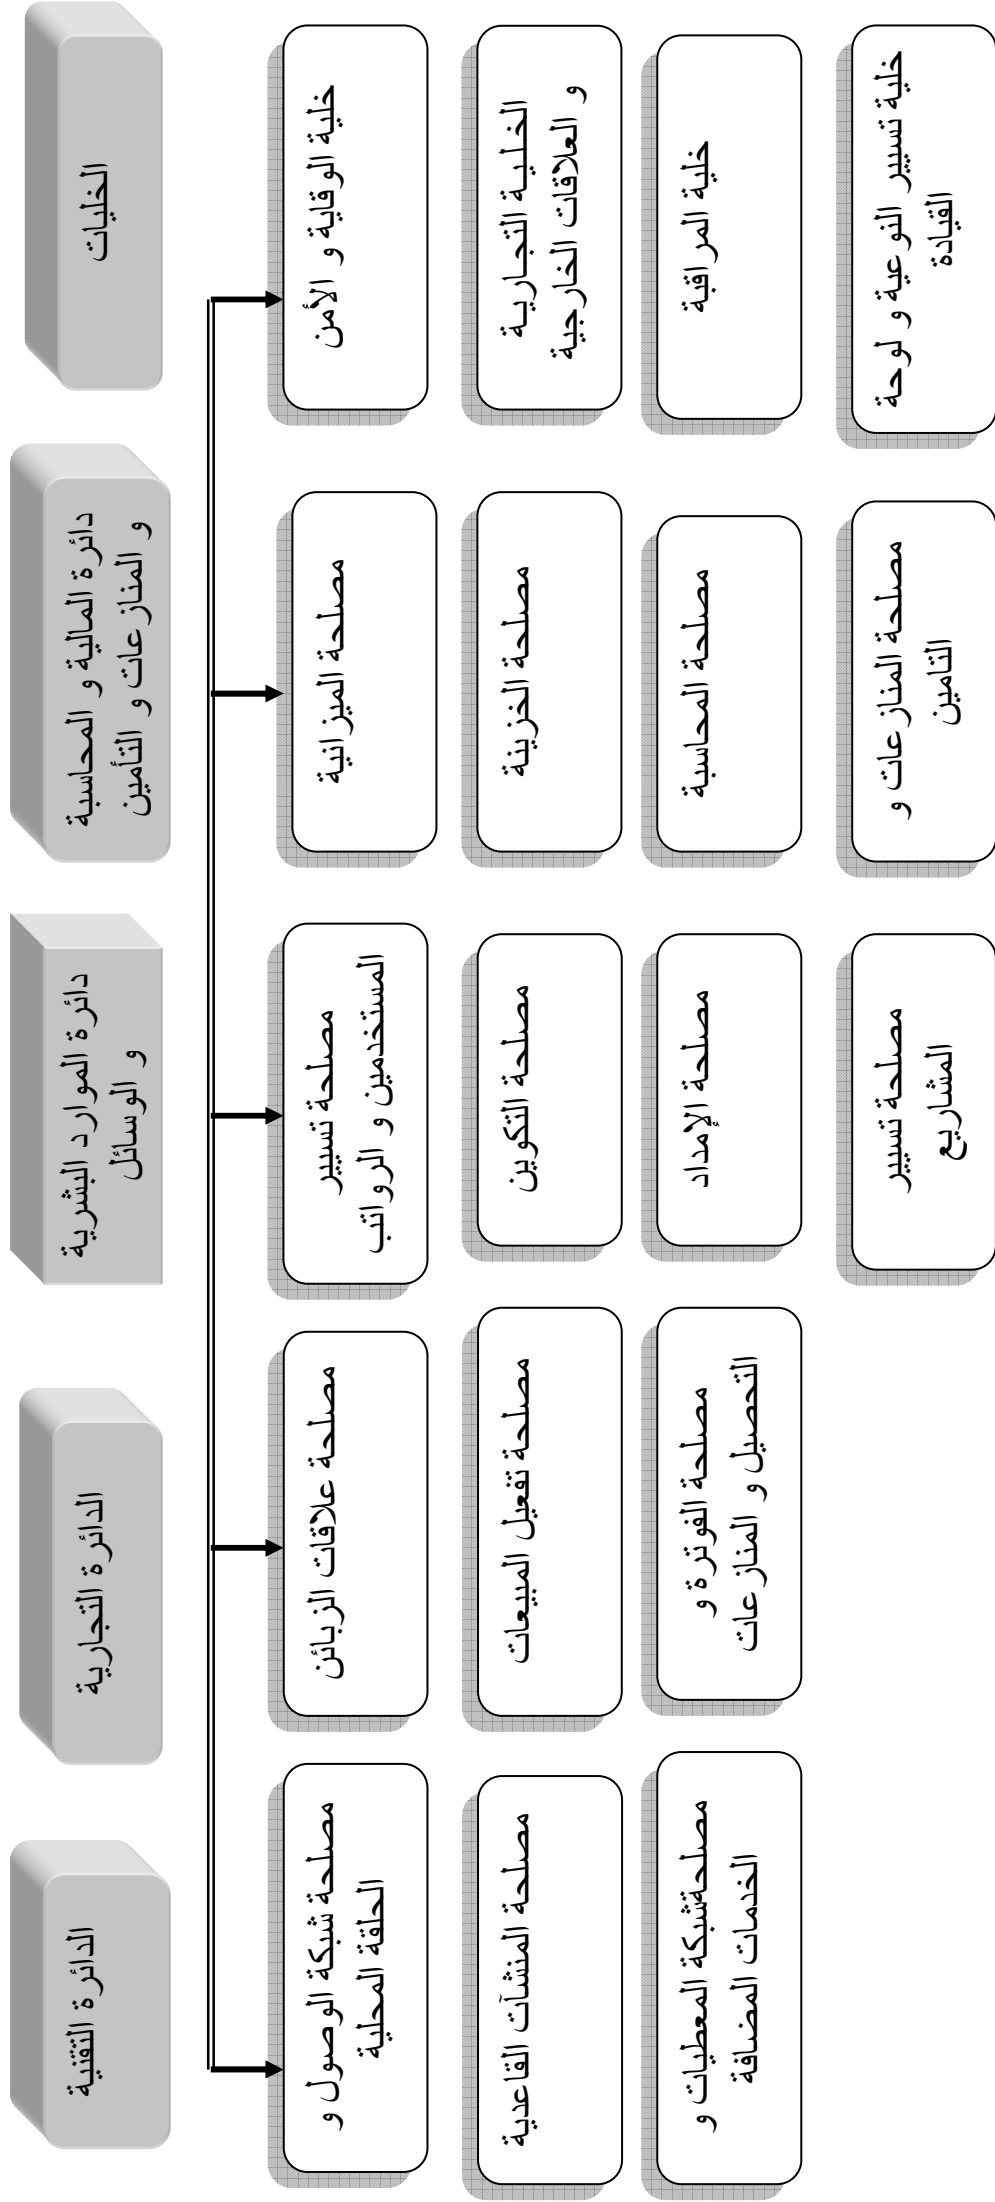 الخليات
دائرة المالية و المحاسبة
و المنازعات و التأمين
دائرة الموارد البشرية
و الوسائل
الدائرة التجارية
الدائرة التقنية
خلية الوقاية و الأمن
مصلحة الميزانية
مصلحة تسيير
المستخدمين و الرواتب
مصلحة علاقات الزبائن
مصلحة شبكة الوصول و
الحلقة المحلية
الخلية التجارية
و العلاقات الخارجية
مصلحة الخزينة
مصلحة التكوين
مصلحة تفعيل المبيعات
مصلحة المنشآت القاعدية
خلية المراقبة
مصلحة المحاسبة
مصلحة الإمداد
مصلحة الفوترة و
التحصيل و المنازعات
مصلحةشبكة المعطيات و
الخدمات المضافة
خلية تسيير النوعية و لوحة
القيادة
مصلحة المنازعات و
التامين
مصلحة تسيير
المشاريع